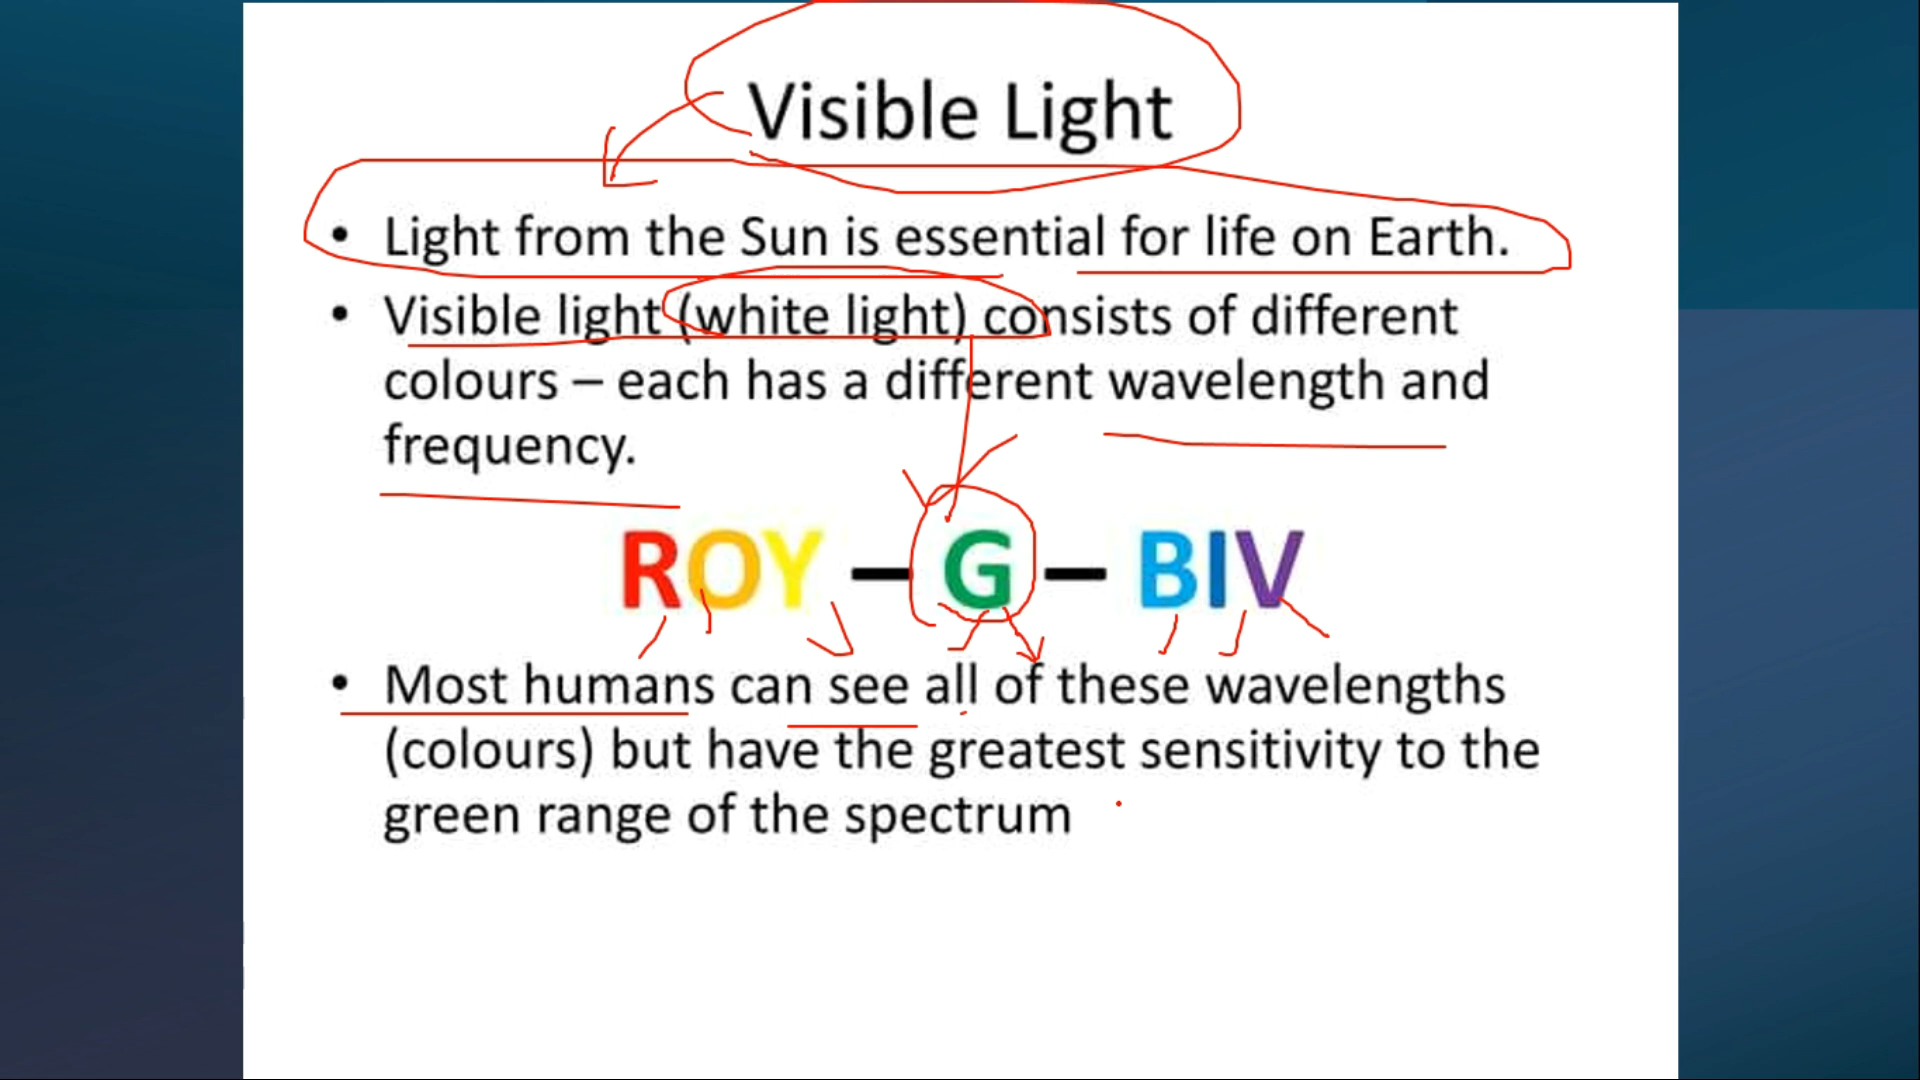 Visible Light
• Light from the Sun is essential for life on Earth.
• Visible light (white light) consists of different
colours – each has a different wavelength and
frequency.
ROY – G – BIV
• Most humans can see all of these wavelengths
(colours) but have the greatest sensitivity to the
green range of the spectrum